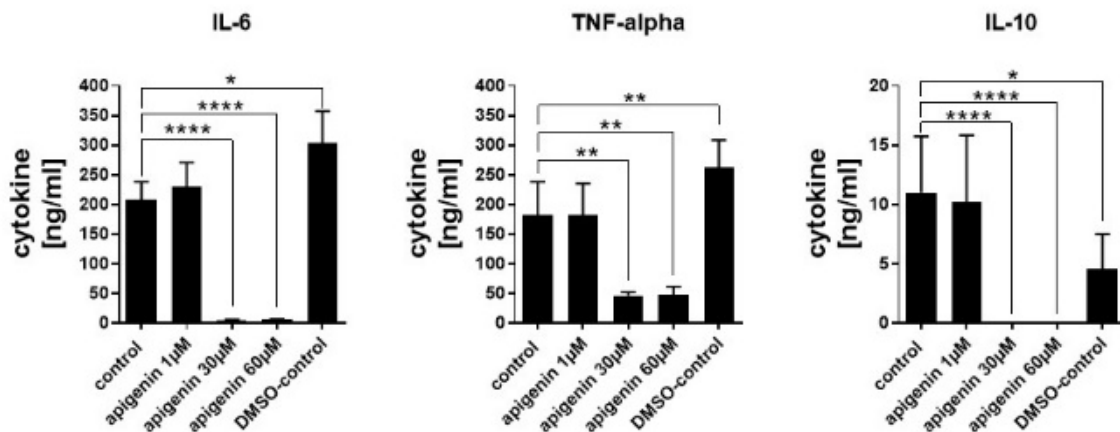 IL-6
cytokine
[ng/ml]
400
350
300
250
200
150
100
50
0
*
****
****
control
apigenin 1µM
apigenin 30µM
apigenin 60µM
DMSO-control
TNF-alpha
cytokine
[ng/ml]
400
350
300
250
200
150
100
50
0
**
**
**
control
apigenin 1µM
apigenin 30µM
apigenin 60µM
DMSO-control
IL-10
cytokine
[ng/ml]
20
15
10
5
0
*
****
****
control
apigenin 1µM
apigenin 30µM
apigenin 60µM
DMSO-control